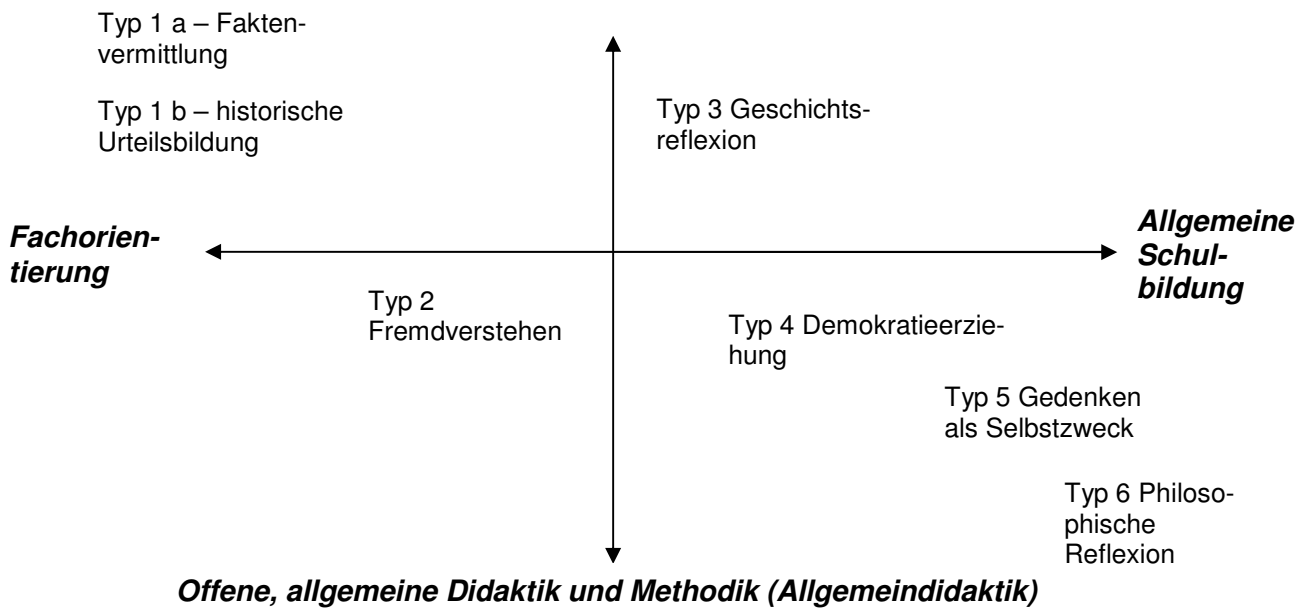 Typ 1 a – Fakten-
vermittlung
Typ 1 b – historische
Urteilsbildung
Typ 3 Geschichts-
reflexion
Fachorien-
tierung
Allgemeine
Schul-
bildung
Typ 2
Fremdverstehen
Typ 4 Demokratieerzie-
hung
Typ 5 Gedenken
als Selbstzweck
Typ 6 Philoso-
phische
Reflexion
Offene, allgemeine Didaktik und Methodik (Allgemeindidaktik)